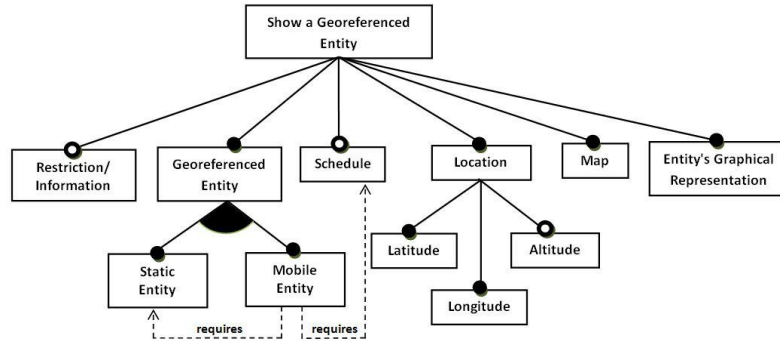 Show a Georeferenced
Entity
Restriction/
Information
Georeferenced
Entity
Schedule
Location
Map
Entity's Graphical
Representation
Static
Entity
Mobile
Entity
Latitude
Altitude
Longitude
requires
requires